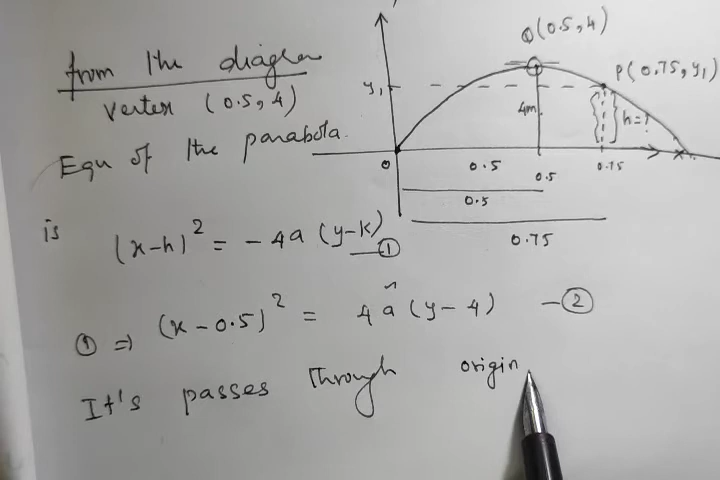 from the diagram
vertex (0.5, 4)
Equ of the parabola.
is
(x-h)² = -4a (y-k) —①
① ⇒ (x-0.5)² = 4a (y-4) —②
It's passes through origin
Q(0.5, 4)
P(0.75, y₁)
y₁
4m
h=?
0
0.5
0.5
0.75
0.5
0.75